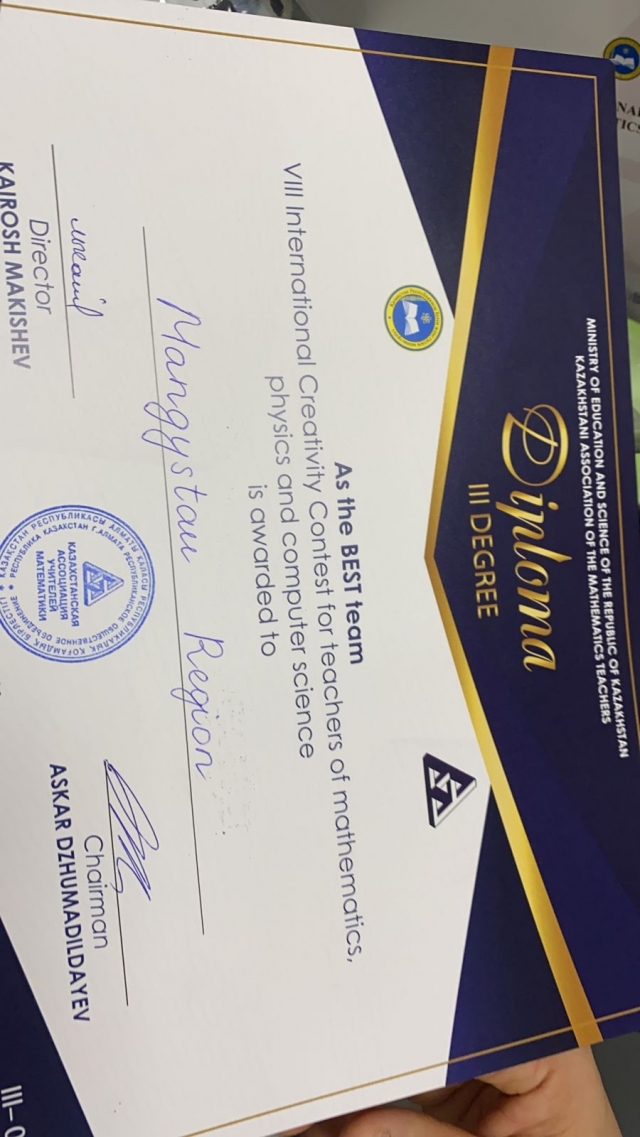 MINISTRY OF EDUCATION AND SCIENCE OF THE REPUBLIC OF KAZAKHSTAN
KAZAKHSTANI ASSOCIATION OF THE MATHEMATICS TEACHERS
Diploma
III DEGREE
As the BEST team
VIII International Creativity Contest for teachers of mathematics,
physics and computer science
is awarded to
Mangystau Region
Director
KAIROSH MAKISHEV
КАЗАХСТАНСКАЯ
АССОЦИАЦИЯ
УЧИТЕЛЕЙ
МАТЕМАТИКИ
Chairman
ASKAR DZHUMADILDAYEV